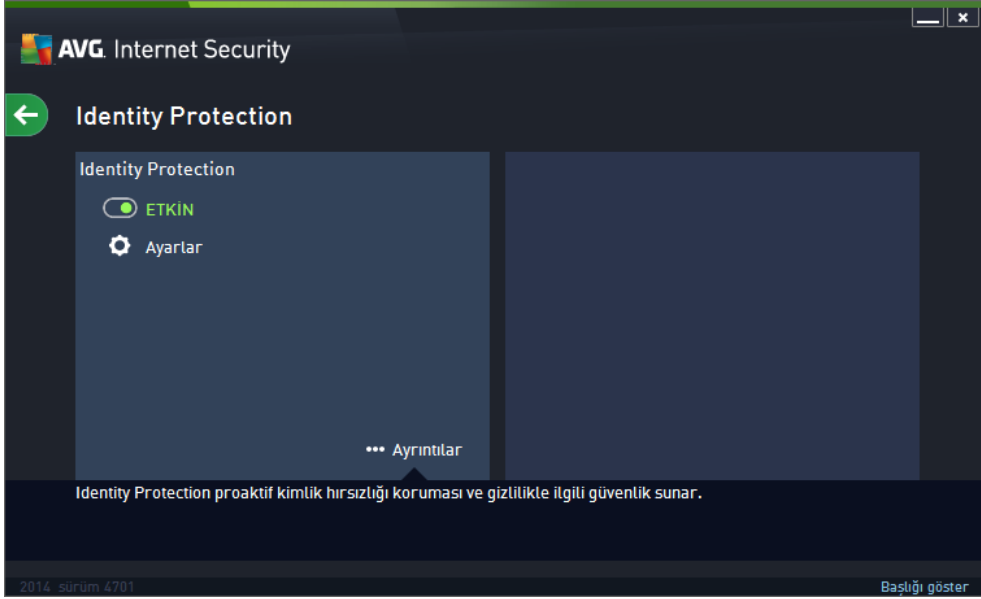 AVG. Internet Security
Identity Protection
Identity Protection
ETKİN
Ayarlar
Ayrıntılar
Identity Protection proaktif kimlik hırsızlığı koruması ve gizlilikle ilgili güvenlik sunar.
2014 sürüm 4701
Başlığı göster